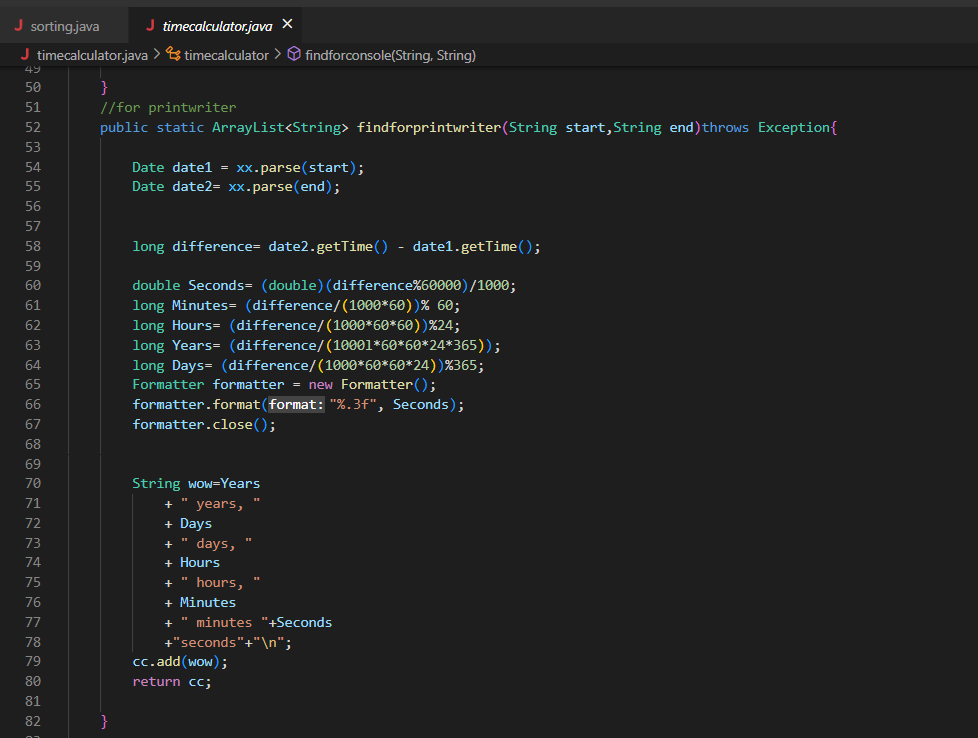 J sorting.java J timecalculator.java ×
J timecalculator.java > timecalculator > findforconsole(String, String)
49
50 }
51 //for printwriter
52 public static ArrayList<String> findforprintwriter(String start,String end)throws Exception{
53
54 Date date1 = xx.parse(start);
55 Date date2= xx.parse(end);
56
57
58 long difference= date2.getTime() - date1.getTime();
59
60 double Seconds= (double)(difference%60000)/1000;
61 long Minutes= (difference/(1000*60))% 60;
62 long Hours= (difference/(1000*60*60))%24;
63 long Years= (difference/(1000l*60*60*24*365));
64 long Days= (difference/(1000*60*60*24))%365;
65 Formatter formatter = new Formatter();
66 formatter.format(format: "%.3f", Seconds);
67 formatter.close();
68
69
70 String wow=Years
71 + " years, "
72 + Days
73 + " days, "
74 + Hours
75 + " hours, "
76 + Minutes
77 + " minutes "+Seconds
78 +"seconds"+"\n";
79 cc.add(wow);
80 return cc;
81
82 }